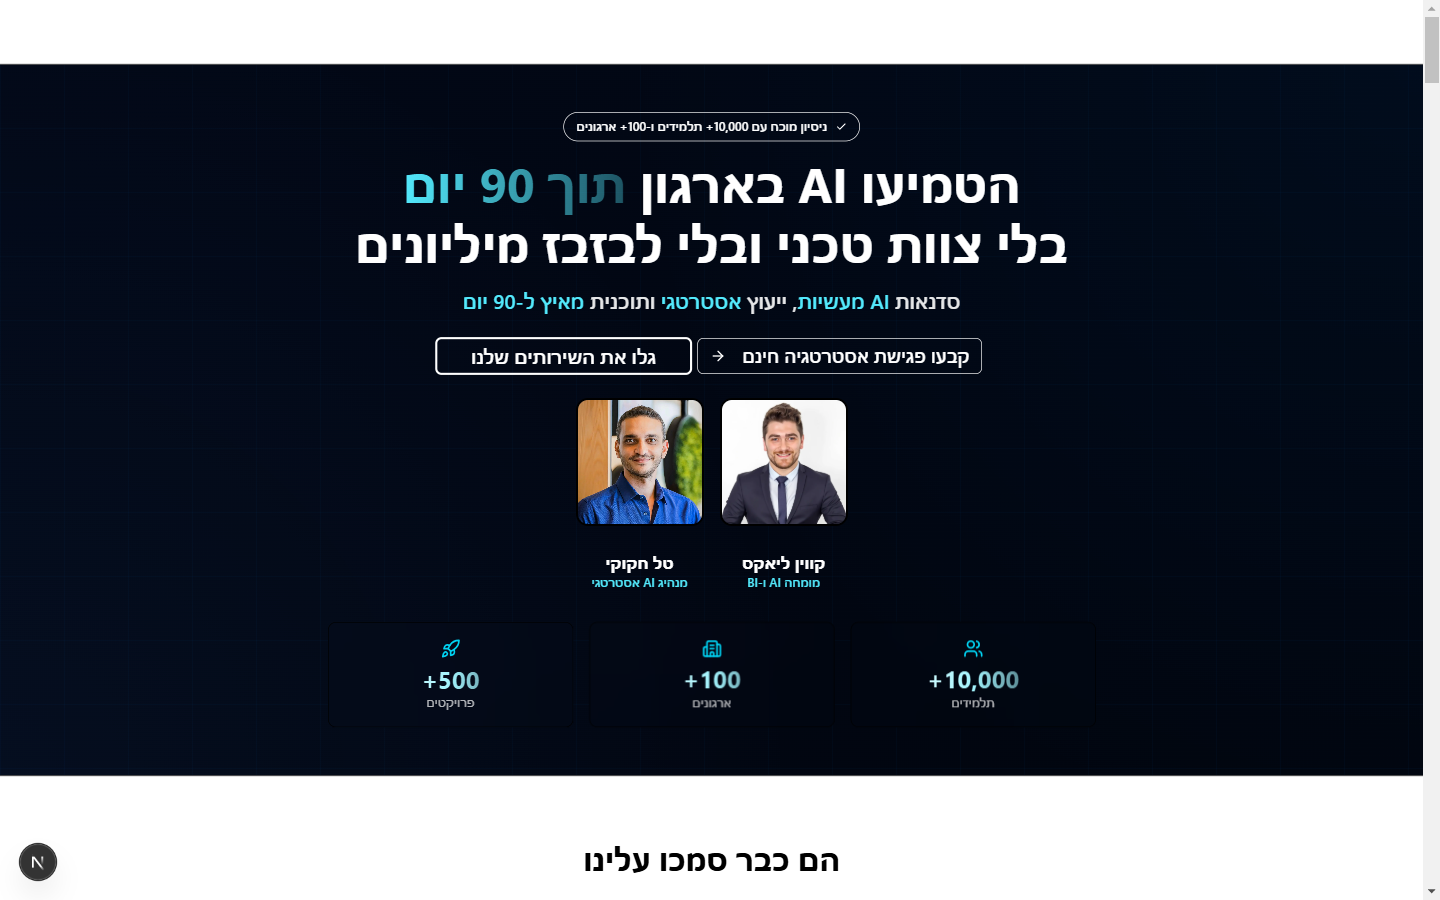 ניסיון מוכח עם 10,000+ תלמידים ו-100+ ארגונים
הטמיעו AI בארגון תוך 90 יום
בלי צוות טכני ובלי לבזבז מיליונים
סדנאות AI מעשיות, ייעוץ אסטרטגי ותוכנית מאיץ ל-90 יום
קבעו פגישת אסטרטגיה חינם
גלו את השירותים שלנו
קווין ליאקס
מומחה AI ו-BI
טל חקוקי
מנהיג AI אסטרטגי
10,000+
תלמידים
100+
ארגונים
500+
פרויקטים
הם כבר סמכו עלינו
N